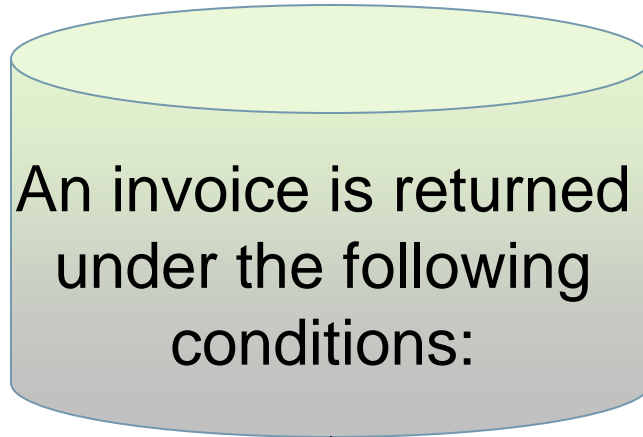 An invoice is returned
under the following
conditions: